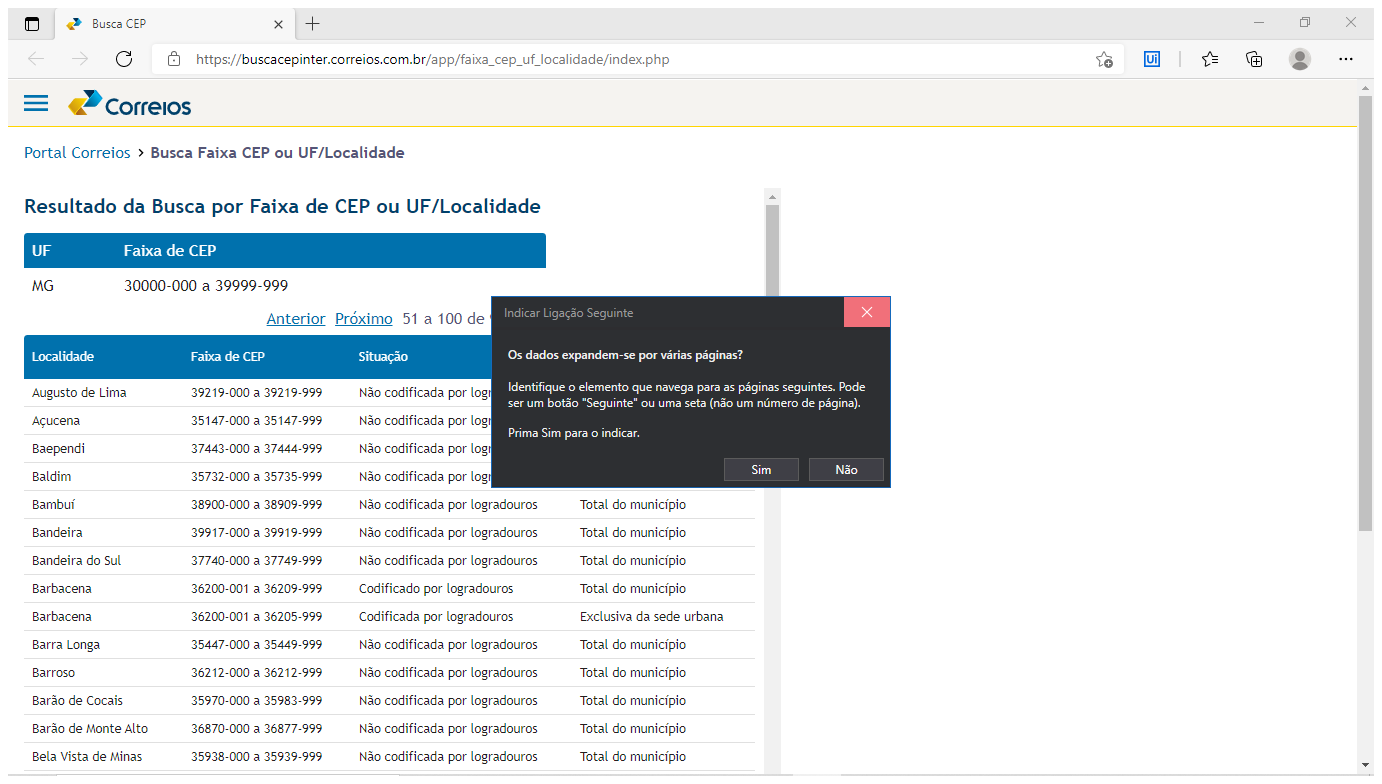 Busca CEP
https://buscacepinter.correios.com.br/app/faixa_cep_uf_localidade/index.php
Ui
Correios
Portal Correios › Busca Faixa CEP ou UF/Localidade
Resultado da Busca por Faixa de CEP ou UF/Localidade
UF Faixa de CEP
MG 30000-000 a 39999-999
Anterior Próximo 51 a 100 de
Indicar Ligação Seguinte
Os dados expandem-se por várias páginas?
Identifique o elemento que navega para as páginas seguintes. Pode
ser um botão "Seguinte" ou uma seta (não um número de página).
Prima Sim para o indicar.
Sim Não
Localidade Faixa de CEP Situação
Augusto de Lima 39219-000 a 39219-999 Não codificada por
Açucena 35147-000 a 35147-999 Não codificada por
Baependi 37443-000 a 37444-999 Não codificada por
Baldim 35732-000 a 35735-999 Não codificada por
Bambuí 38900-000 a 38909-999 Não codificada por logradouros Total do município
Bandeira 39917-000 a 39919-999 Não codificada por logradouros Total do município
Bandeira do Sul 37740-000 a 37749-999 Não codificada por logradouros Total do município
Barbacena 36200-001 a 36209-999 Codificado por logradouros Total do município
Barbacena 36200-001 a 36205-999 Codificada por logradouros Exclusiva da sede urbana
Barra Longa 35447-000 a 35449-999 Não codificada por logradouros Total do município
Barroso 36212-000 a 36212-999 Não codificada por logradouros Total do município
Barão de Cocais 35970-000 a 35983-999 Não codificada por logradouros Total do município
Barão de Monte Alto 36870-000 a 36877-999 Não codificada por logradouros Total do município
Bela Vista de Minas 35938-000 a 35939-999 Não codificada por logradouros Total do município